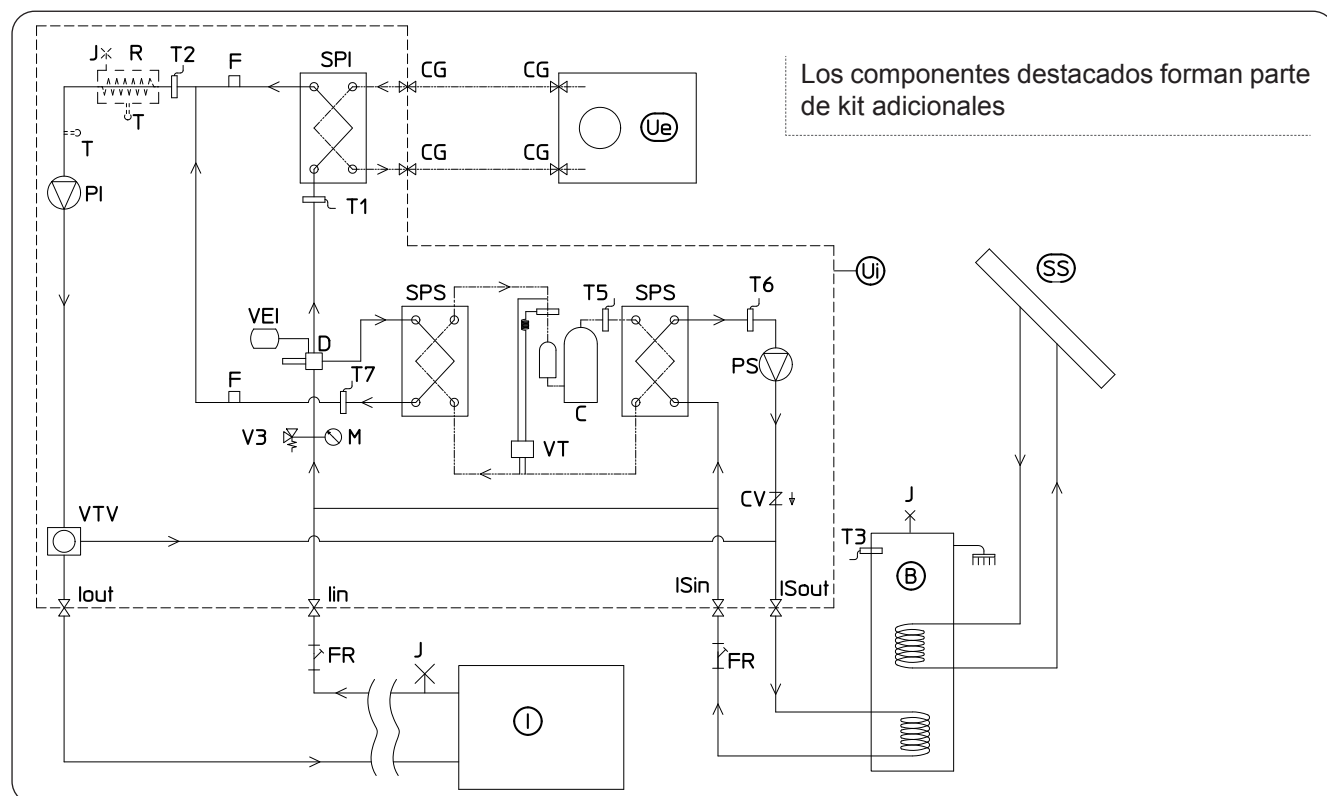 J R T2 F SPI CG CG
Los componentes destacados forman parte
de kit adicionales
Ue
T
T
CG CG
PI
T1
Ui
SS
SPS T5 SPS T6
VEI
D
PS
F T7
C
V3 M
VT
CV
J
VTV
T3
B
Iout Iin ISin ISout
FR J FR
I